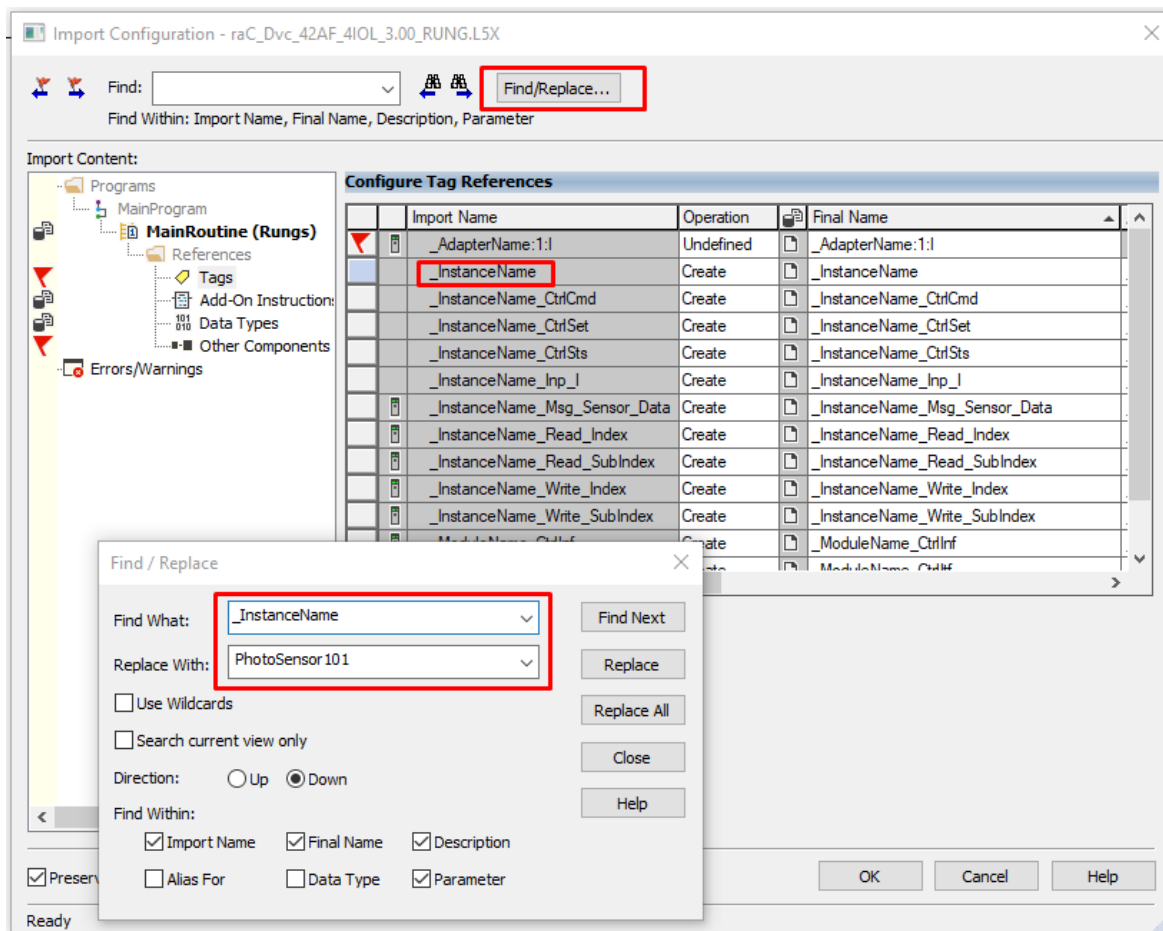 Import Configuration - raC_Dvc_42AF_4IOL_3.00_RUNG.L5X
Find:
Find/Replace...
Find Within: Import Name, Final Name, Description, Parameter
Import Content:
Programs
MainProgram
MainRoutine (Rungs)
References
Tags
Add-On Instruction
Data Types
Other Components
Errors/Warnings
Configure Tag References
Import Name Operation Final Name
_AdapterName:1:I Undefined _AdapterName:1:I
_InstanceName Create _InstanceName
_InstanceName_CtrlCmd Create _InstanceName_CtrlCmd
_InstanceName_CtrlSet Create _InstanceName_CtrlSet
_InstanceName_CtrlSts Create _InstanceName_CtrlSts
_InstanceName_Inp_I Create _InstanceName_Inp_I
_InstanceName_Msg_Sensor_Data Create _InstanceName_Msg_Sensor_Data
_InstanceName_Read_Index Create _InstanceName_Read_Index
_InstanceName_Read_SubIndex Create _InstanceName_Read_SubIndex
_InstanceName_Write_Index Create _InstanceName_Write_Index
_InstanceName_Write_SubIndex Create _InstanceName_Write_SubIndex
_ModuleName_CtrlInf eate _ModuleName_CtrlInf
_ModuleName_CtrlItf
Find / Replace
Find What: _InstanceName Find Next
Replace With: PhotoSensor101 Replace
Use Wildcards Replace All
Search current view only
Close
Direction: Up Down
Help
Find Within:
Import Name Final Name Description
Alias For Data Type Parameter
Preserv
OK Cancel Help
Ready